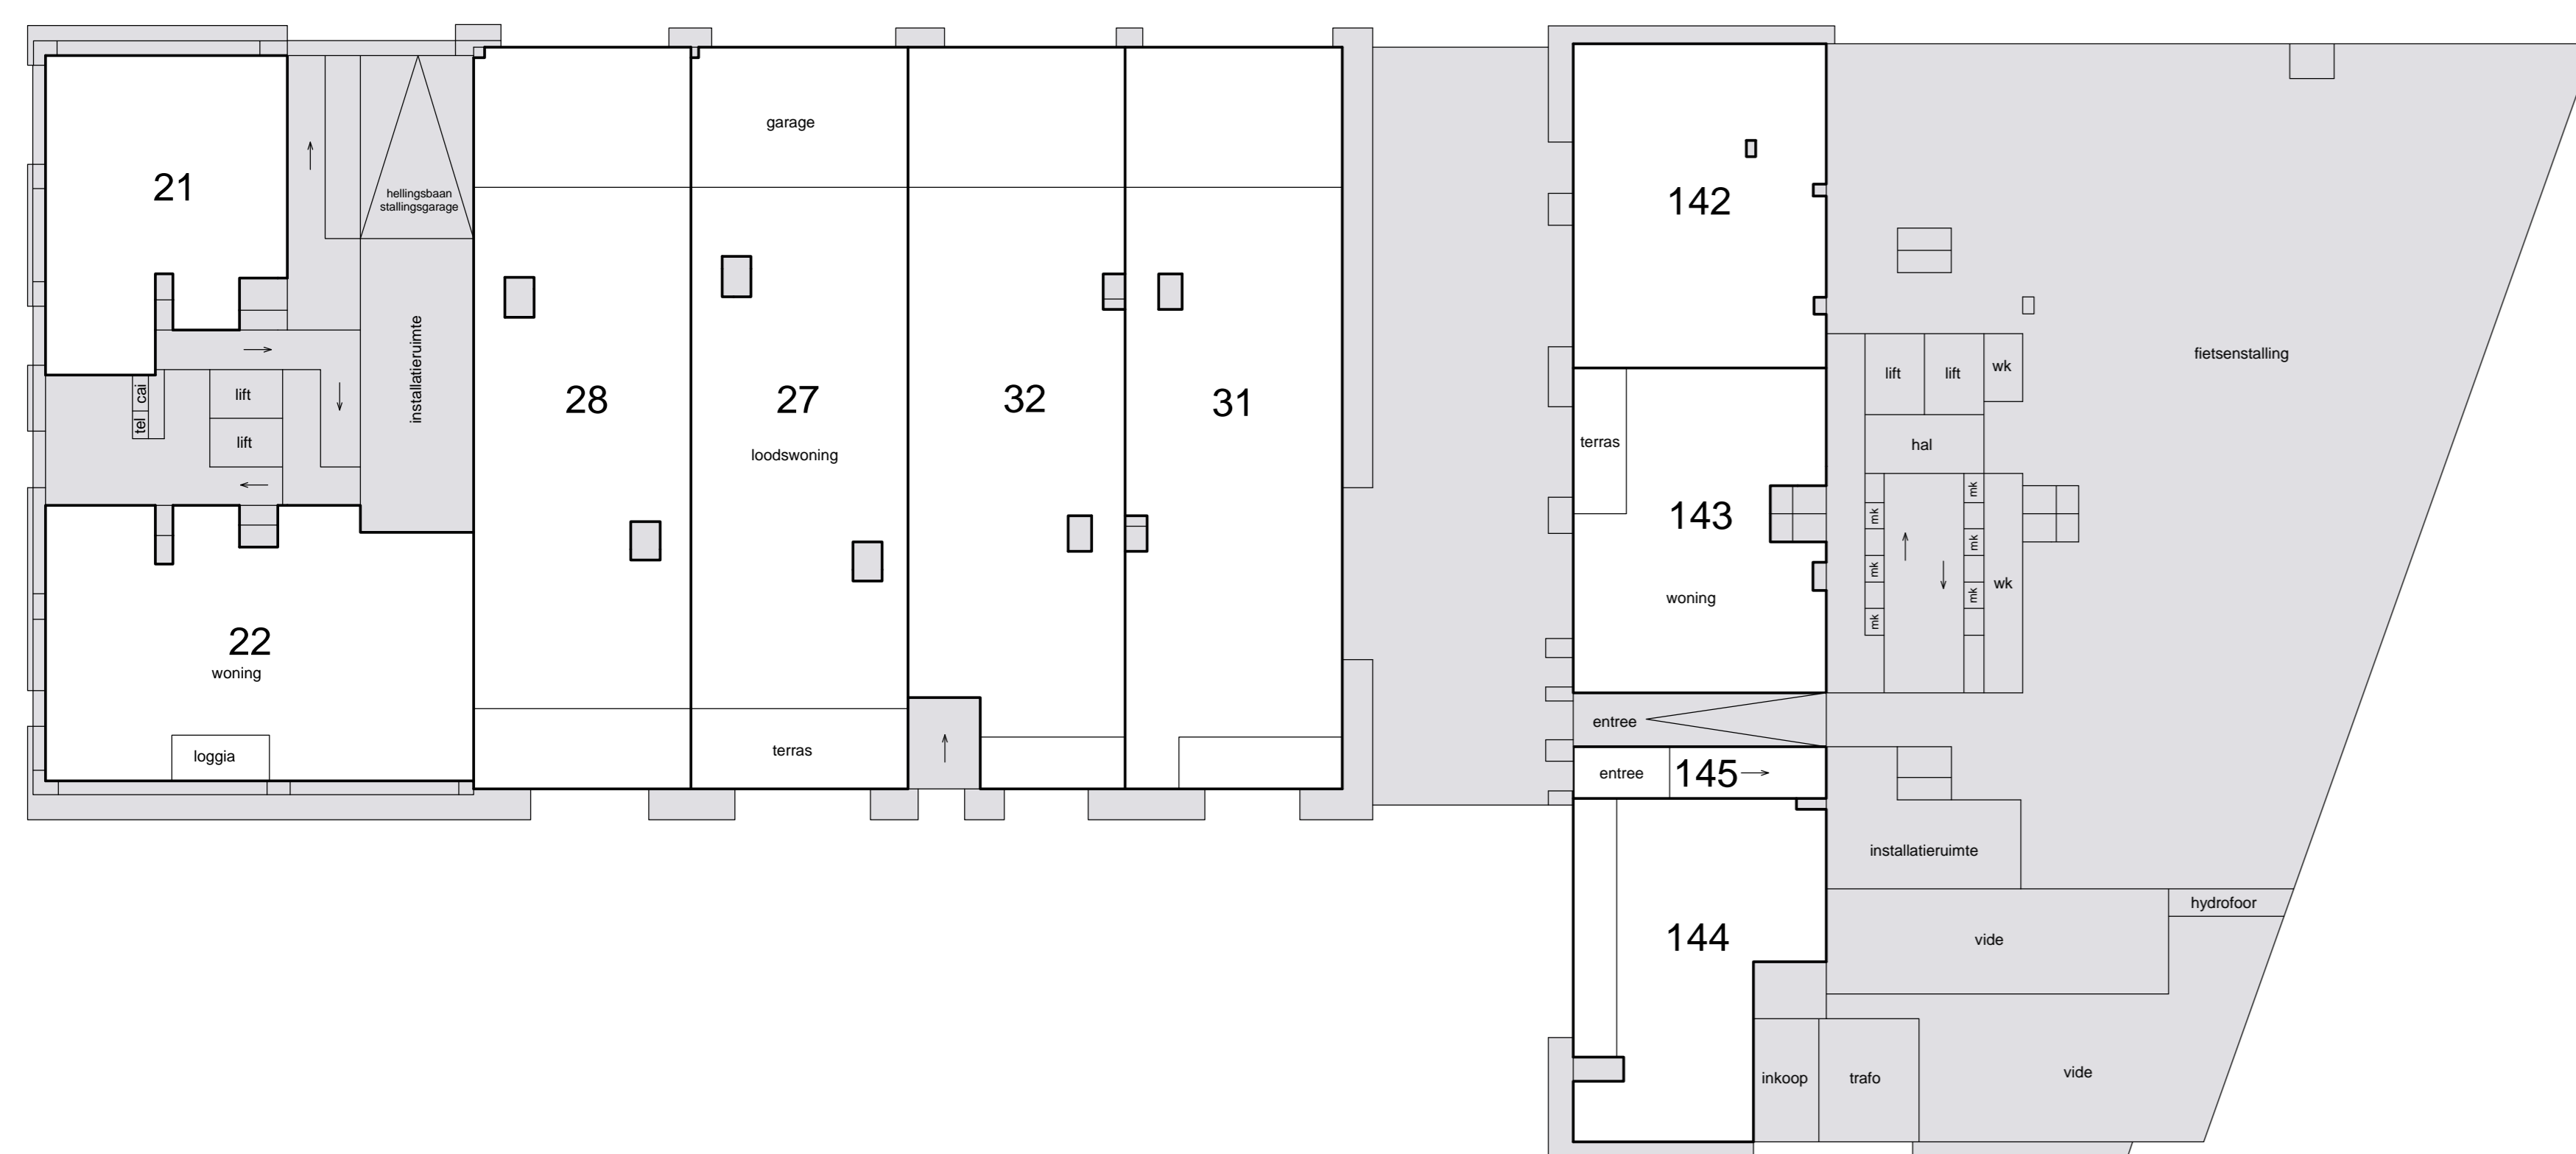 21
hellingsbaan
stallingsgarage
installatieruimte
cai
tel
lift
lift
22
woning
loggia
28
garage
27
loodswoning
terras
32
31
142
terras
143
woning
entree
entree
145
144
lift
lift
wk
hal
mk
mk
mk
mk
mk
mk
wk
fietsenstalling
installatieruimte
hydrofoor
vide
inkoop
trafo
vide